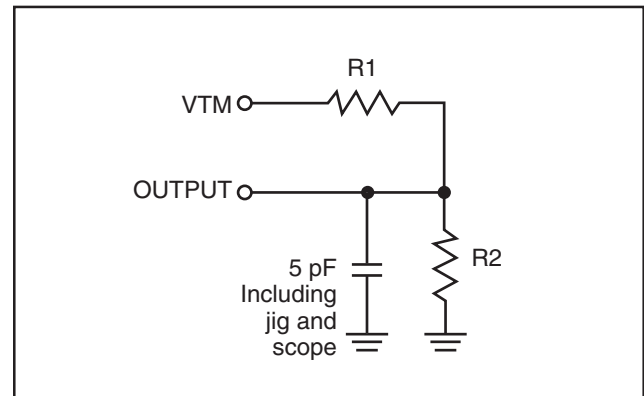 R1
VTM
OUTPUT
R2
5 pF
Including
jig and
scope